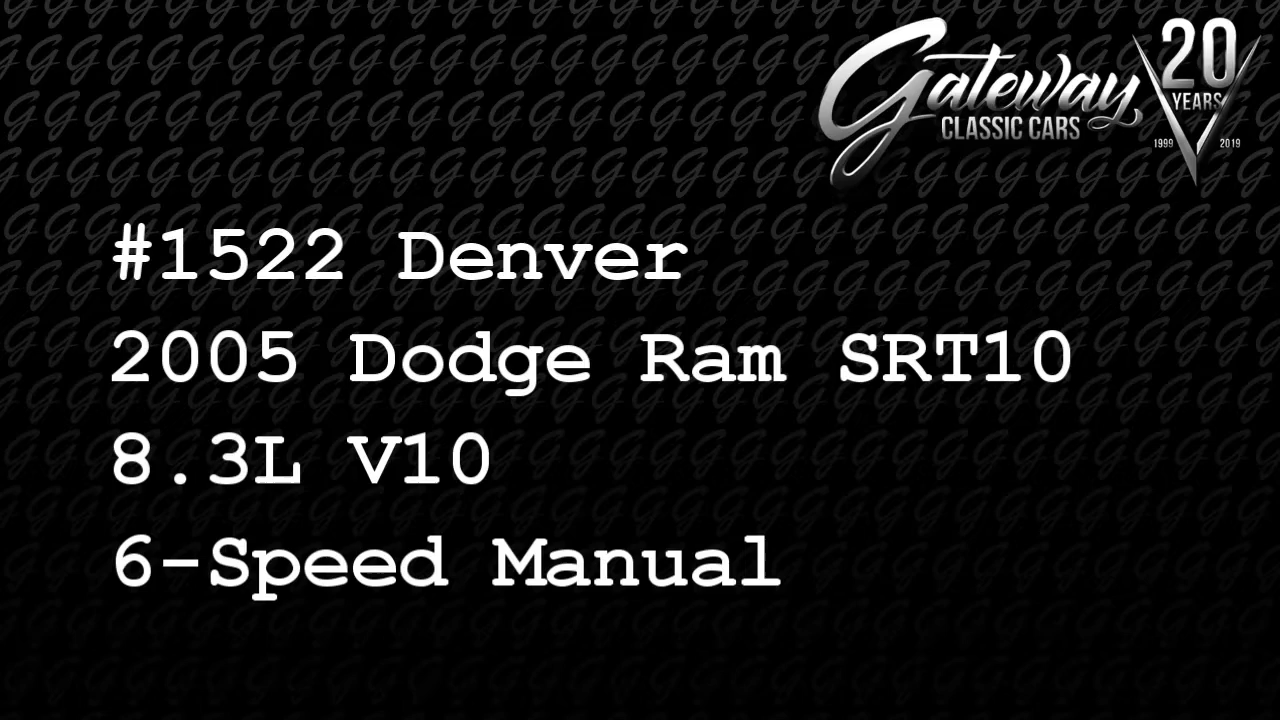 Gateway
CLASSIC CARS
20
YEARS
1999 2019
#1522 Denver
2005 Dodge Ram SRT10
8.3L V10
6-Speed Manual